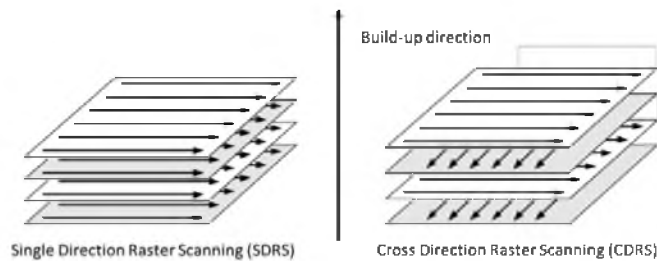 Build-up direction
Single Direction Raster Scanning (SDRS)
Cross Direction Raster Scanning (CDRS)